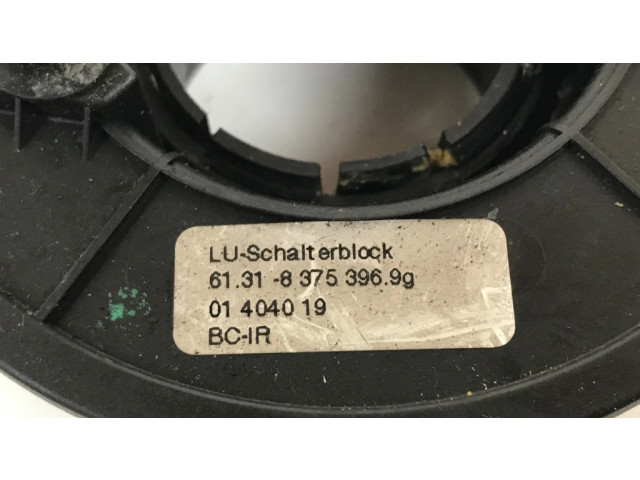 LU-Schalterblock
61.31 -8 375 396.9g
01 4040 19
BC-IR